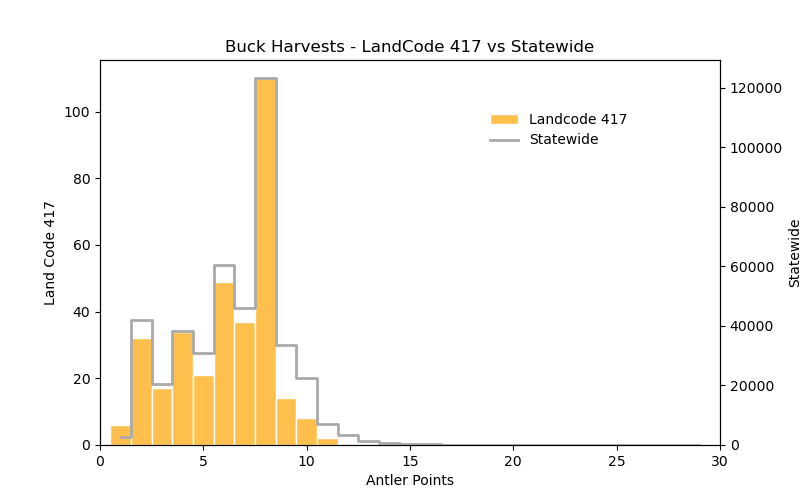 Buck Harvests - LandCode 417 vs Statewide
Landcode 417
Statewide
Land Code 417
100
80
60
40
20
0
120000
100000
80000
60000
40000
20000
0
Statewide
0 5 10 15 20 25 30
Antler Points